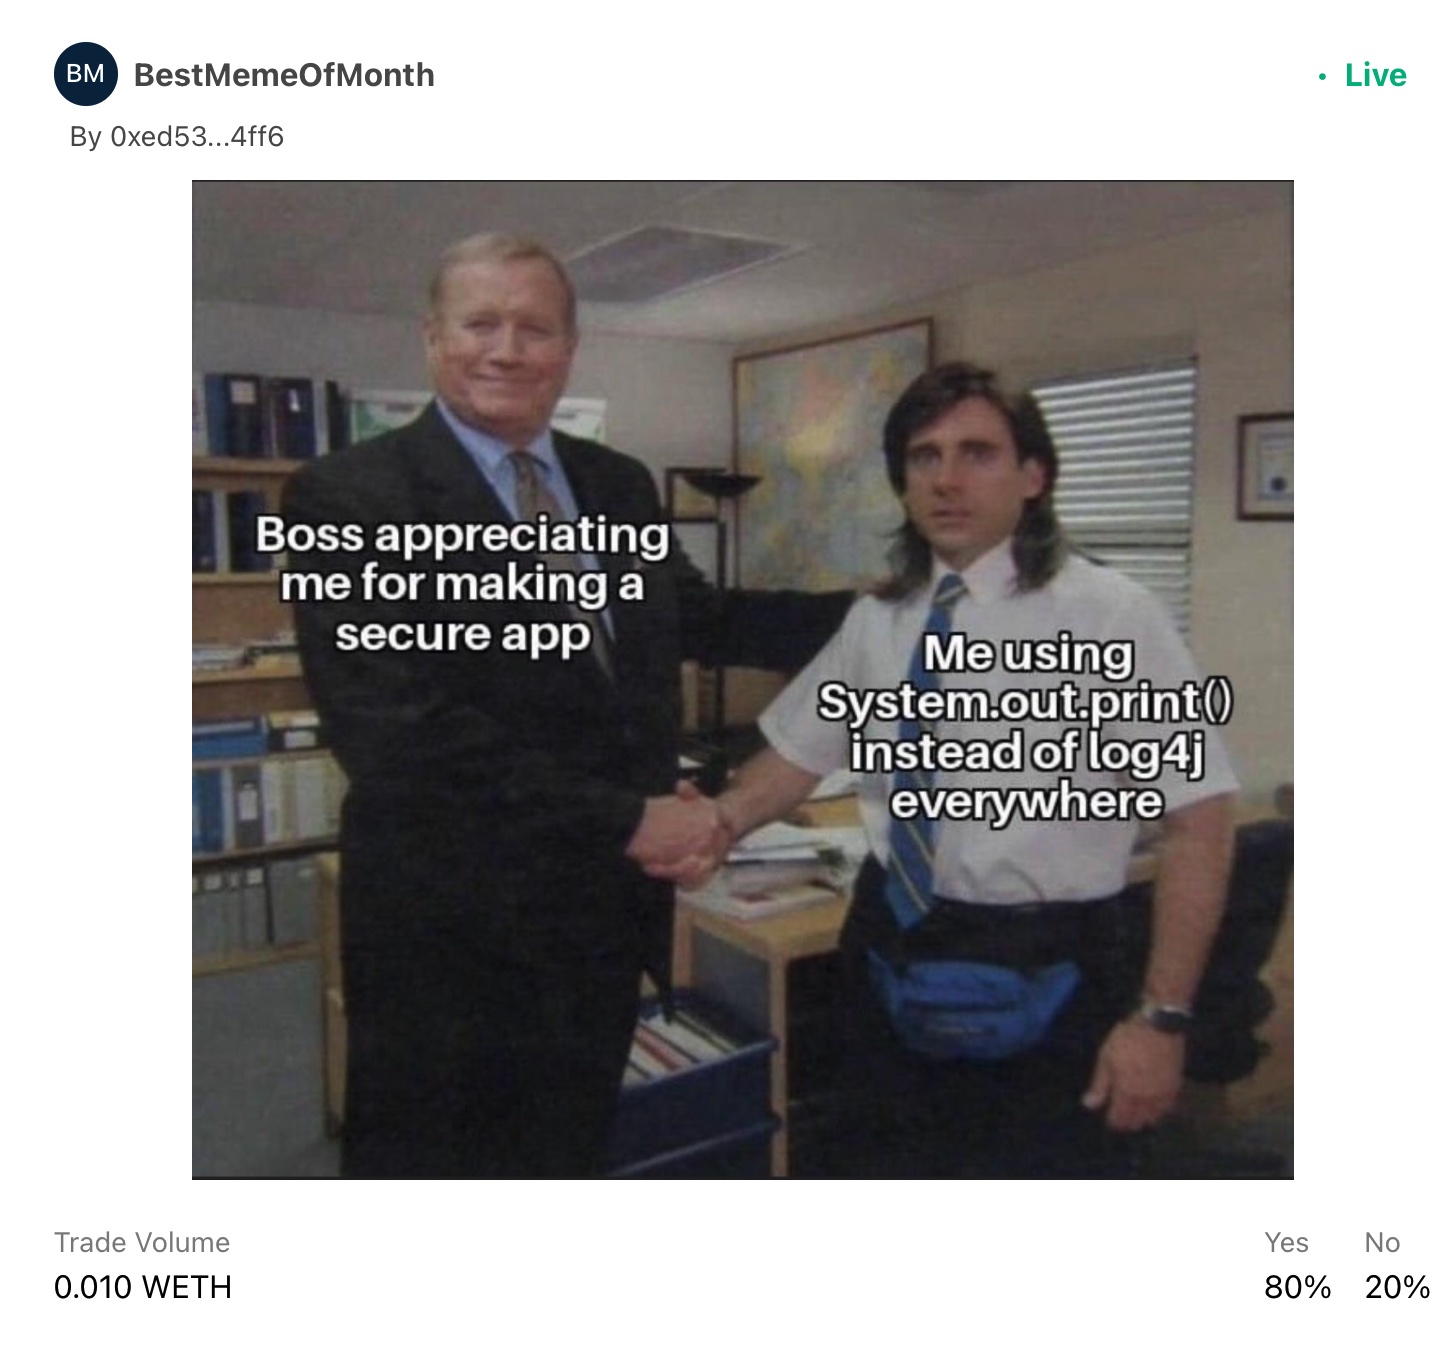 BM BestMemeOfMonth
• Live
By 0xed53...4ff6
Boss appreciating
me for making a
secure app
Me using
System.out.print()
instead of log4j
everywhere
Trade Volume
Yes No
0.010 WETH
80% 20%